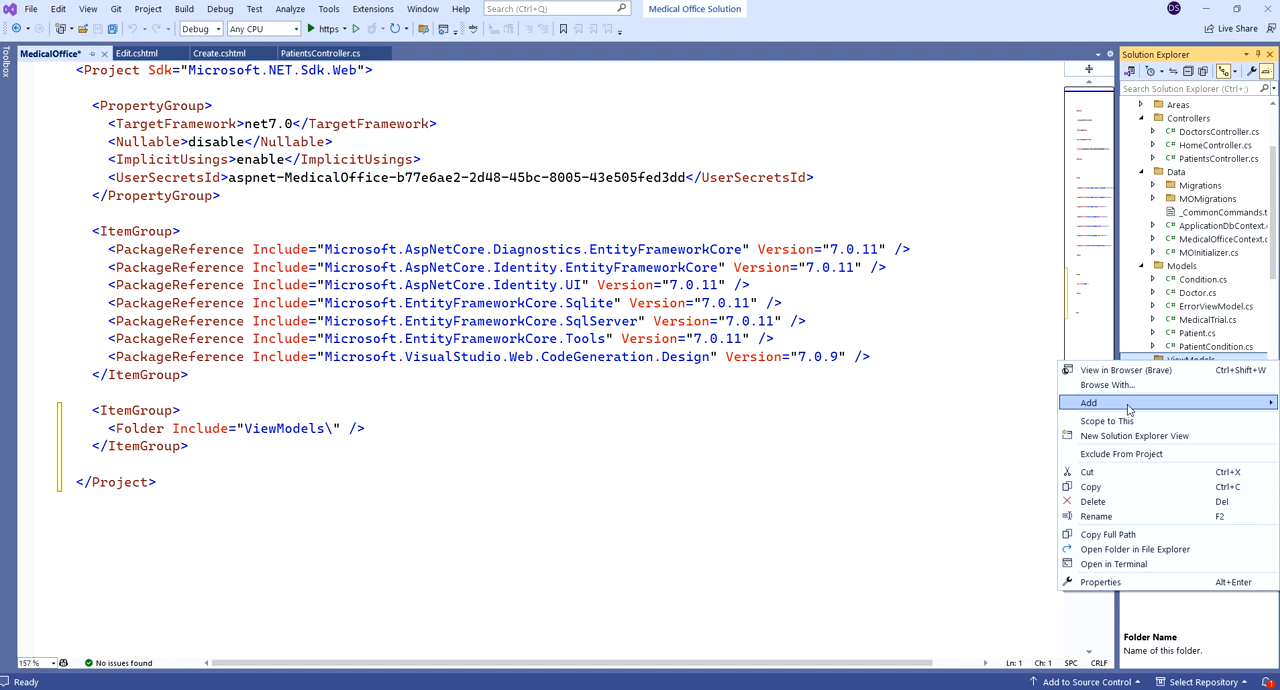 File Edit View Git Project Build Debug Test Analyze Tools Extensions Window Help Search (Ctrl+Q) Medical Office Solution DS
Debug Any CPU https Live Share
Toolbox
MedicalOffice* Edit.cshtml Create.cshtml PatientsController.cs
<Project Sdk="Microsoft.NET.Sdk.Web">
<PropertyGroup>
<TargetFramework>net7.0</TargetFramework>
<Nullable>disable</Nullable>
<ImplicitUsings>enable</ImplicitUsings>
<UserSecretsId>aspnet-MedicalOffice-b77e6ae2-2d48-45bc-8005-43e505fed3dd</UserSecretsId>
</PropertyGroup>
<ItemGroup>
<PackageReference Include="Microsoft.AspNetCore.Diagnostics.EntityFrameworkCore" Version="7.0.11" />
<PackageReference Include="Microsoft.AspNetCore.Identity.EntityFrameworkCore" Version="7.0.11" />
<PackageReference Include="Microsoft.AspNetCore.Identity.UI" Version="7.0.11" />
<PackageReference Include="Microsoft.EntityFrameworkCore.Sqlite" Version="7.0.11" />
<PackageReference Include="Microsoft.EntityFrameworkCore.SqlServer" Version="7.0.11" />
<PackageReference Include="Microsoft.EntityFrameworkCore.Tools" Version="7.0.11" />
<PackageReference Include="Microsoft.VisualStudio.Web.CodeGeneration.Design" Version="7.0.9" />
</ItemGroup>
<ItemGroup>
<Folder Include="ViewModels\" />
</ItemGroup>
</Project>
Solution Explorer
Search Solution Explorer (Ctrl+;)
Areas
Controllers
DoctorsController.cs
HomeController.cs
PatientsController.cs
Data
Migrations
MOMigrations
_CommonCommands.t
ApplicationDbContext.
MedicalOfficeContext.c
MOInitializer.cs
Models
Condition.cs
Doctor.cs
ErrorViewModel.cs
MedicalTrial.cs
Patient.cs
PatientCondition.cs
ViewModels
View in Browser (Brave) Ctrl+Shift+W
Browse With...
Add
Scope to This
New Solution Explorer View
Exclude From Project
Cut Ctrl+X
Copy Ctrl+C
Delete Del
Rename F2
Copy Full Path
Open Folder in File Explorer
Open in Terminal
Properties Alt+Enter
Folder Name
Name of this folder.
157 % No issues found Ln: 1 Ch: 1 SPC CRLF
Ready Add to Source Control Select Repository 1